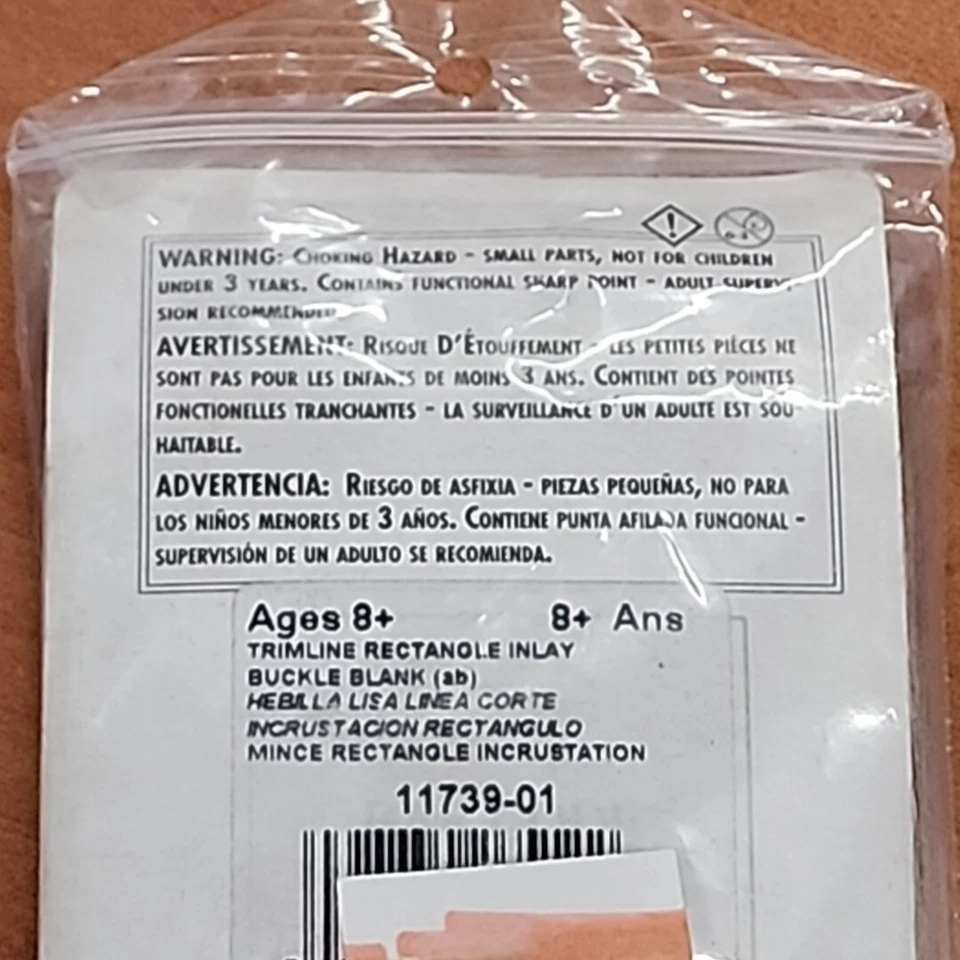 WARNING: CHOKING HAZARD - SMALL PARTS, NOT FOR CHILDREN
UNDER 3 YEARS. CONTAINS FUNCTIONAL SHARP POINT - ADULT SUPERVI-
SION RECOMMENDED
AVERTISSEMENT: RISQUE D'ÉTOUFFEMENT - LES PETITES PIÈCES NE
SONT PAS POUR LES ENFANTS DE MOINS 3 ANS. CONTIENT DES POINTES
FONCTIONELLES TRANCHANTES - LA SURVEILLANCE D'UN ADULTE EST SOU-
HAITABLE.
ADVERTENCIA: RIESGO DE ASFIXIA - PIEZAS PEQUEÑAS, NO PARA
LOS NIÑOS MENORES DE 3 AÑOS. CONTIENE PUNTA AFILADA FUNCIONAL -
SUPERVISIÓN DE UN ADULTO SE RECOMIENDA.
Ages 8+ 8+ Ans
TRIMLINE RECTANGLE INLAY
BUCKLE BLANK (ab)
HEBILLA LISA LINEA CORTE
INCRUSTACION RECTANGULO
MINCE RECTANGLE INCRUSTATION
11739-01